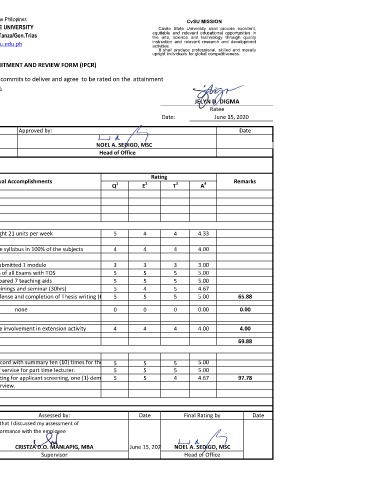 e Philippines
CvSU MISSION
E UNIVERSITY
Cavite State University shall provide excellent,
equitable and relevant educational opportunities in
the arts, science and technology through quality
instruction and relevant research and development
activities.
It shall produce professional, skilled and morally
upright individuals for global competitiveness.
Tanza/Gen.Trias
u.edu.ph
ITMENT AND REVIEW FORM (IPCR)
commits to deliver and agree to be rated on the attainment
JELYN D. DIGMA
Ratee
Date: June 15, 2020
Approved by: Date
NOEL A. SEDIGO, MSC
Head of Office
ual Accomplishments Rating Remarks
Q1 E2 T3 A4
ght 21 units per week 5 4 4 4.33
e syllabus in 100% of the subjects 4 4 4 4.00
ubmitted 1 module 3 3 3 3.00
s of all Exams with TOS 5 5 5 5.00
pared 7 teaching aids 5 5 5 5.00
ainings and seminar (30hrs) 5 4 5 4.67
efense and completion of Thesis writing (t 5 5 5 5.00 65.88
none 0 0 0 0.00 0.00
e involvement in extension activity 4 4 4 4.00 4.00
69.88
ecord with summary ten (10) times for the 5 5 5 5.00
f service for part time lecturer. 5 5 5 5.00
ting for applicant screening, one (1) dem 5 5 4 4.67 97.78
rview.
Assessed by: Date Final Rating by Date
that I discussed my assessment of
formance with the employee
CRISTZA D.O. MANLAPIG, MBA June 15, 202 NOEL A. SEDIGO, MSC
Supervisor Head of Office